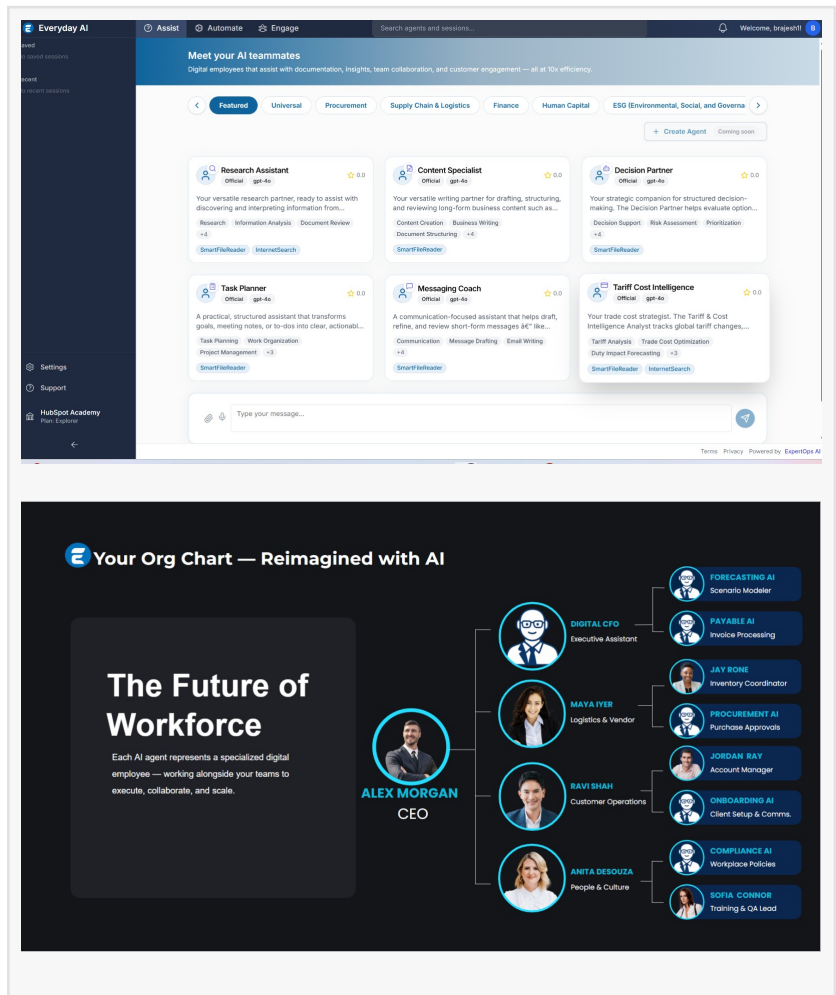 Everyday AI
Assist
Automate
Engage
Search agents and sessions...
Welcome, brajesh1!
B
aved
o saved sessions
ecent
o recent sessions
Meet your AI teammates
Digital employees that assist with documentation, insights, team collaboration, and customer engagement — all at 10x efficiency.
Featured
Universal
Procurement
Supply Chain & Logistics
Finance
Human Capital
ESG (Environmental, Social, and Governa
+ Create Agent Coming soon
Research Assistant
Official gpt-4o
0.0
Your versatile research partner, ready to assist with
discovering and interpreting information from...
Research Information Analysis Document Review
+4
SmartFileReader InternetSearch
Content Specialist
Official gpt-4o
0.0
Your versatile writing partner for drafting, structuring,
and reviewing long-form business content such as...
Content Creation Business Writing
Document Structuring +4
SmartFileReader
Decision Partner
Official gpt-4o
0.0
Your strategic companion for structured decision-
making. The Decision Partner helps evaluate option...
Decision Support Risk Assessment Prioritization
+4
SmartFileReader
Task Planner
Official gpt-4o
0.0
A practical, structured assistant that transforms
goals, meeting notes, or to-dos into clear, actionabl...
Task Planning Work Organization
Project Management +3
SmartFileReader
Messaging Coach
Official gpt-4o
0.0
A communication-focused assistant that helps draft,
refine, and review short-form messages â€" like...
Communication Message Drafting Email Writing
+4
SmartFileReader
Tariff Cost Intelligence
Official gpt-4o
0.0
Your trade cost strategist. The Tariff & Cost
Intelligence Analyst tracks global tariff changes,...
Tariff Analysis Trade Cost Optimization
Duty Impact Forecasting +3
SmartFileReader InternetSearch
Settings
Support
HubSpot Academy
Plan: Explorer
Type your message...
Terms Privacy Powered by ExpertOps AI
Your Org Chart — Reimagined with AI
The Future of
Workforce
Each AI agent represents a specialized digital
employee — working alongside your teams to
execute, collaborate, and scale.
ALEX MORGAN
CEO
DIGITAL CFO
Executive Assistant
MAYA IYER
Logistics & Vendor
RAVI SHAH
Customer Operations
ANITA DESOUZA
People & Culture
FORECASTING AI
Scenario Modeler
PAYABLE AI
Invoice Processing
JAY RONE
Inventory Coordinator
PROCUREMENT AI
Purchase Approvals
JORDAN RAY
Account Manager
ONBOARDING AI
Client Setup & Comms.
COMPLIANCE AI
Workplace Policies
SOFIA CONNOR
Training & QA Lead